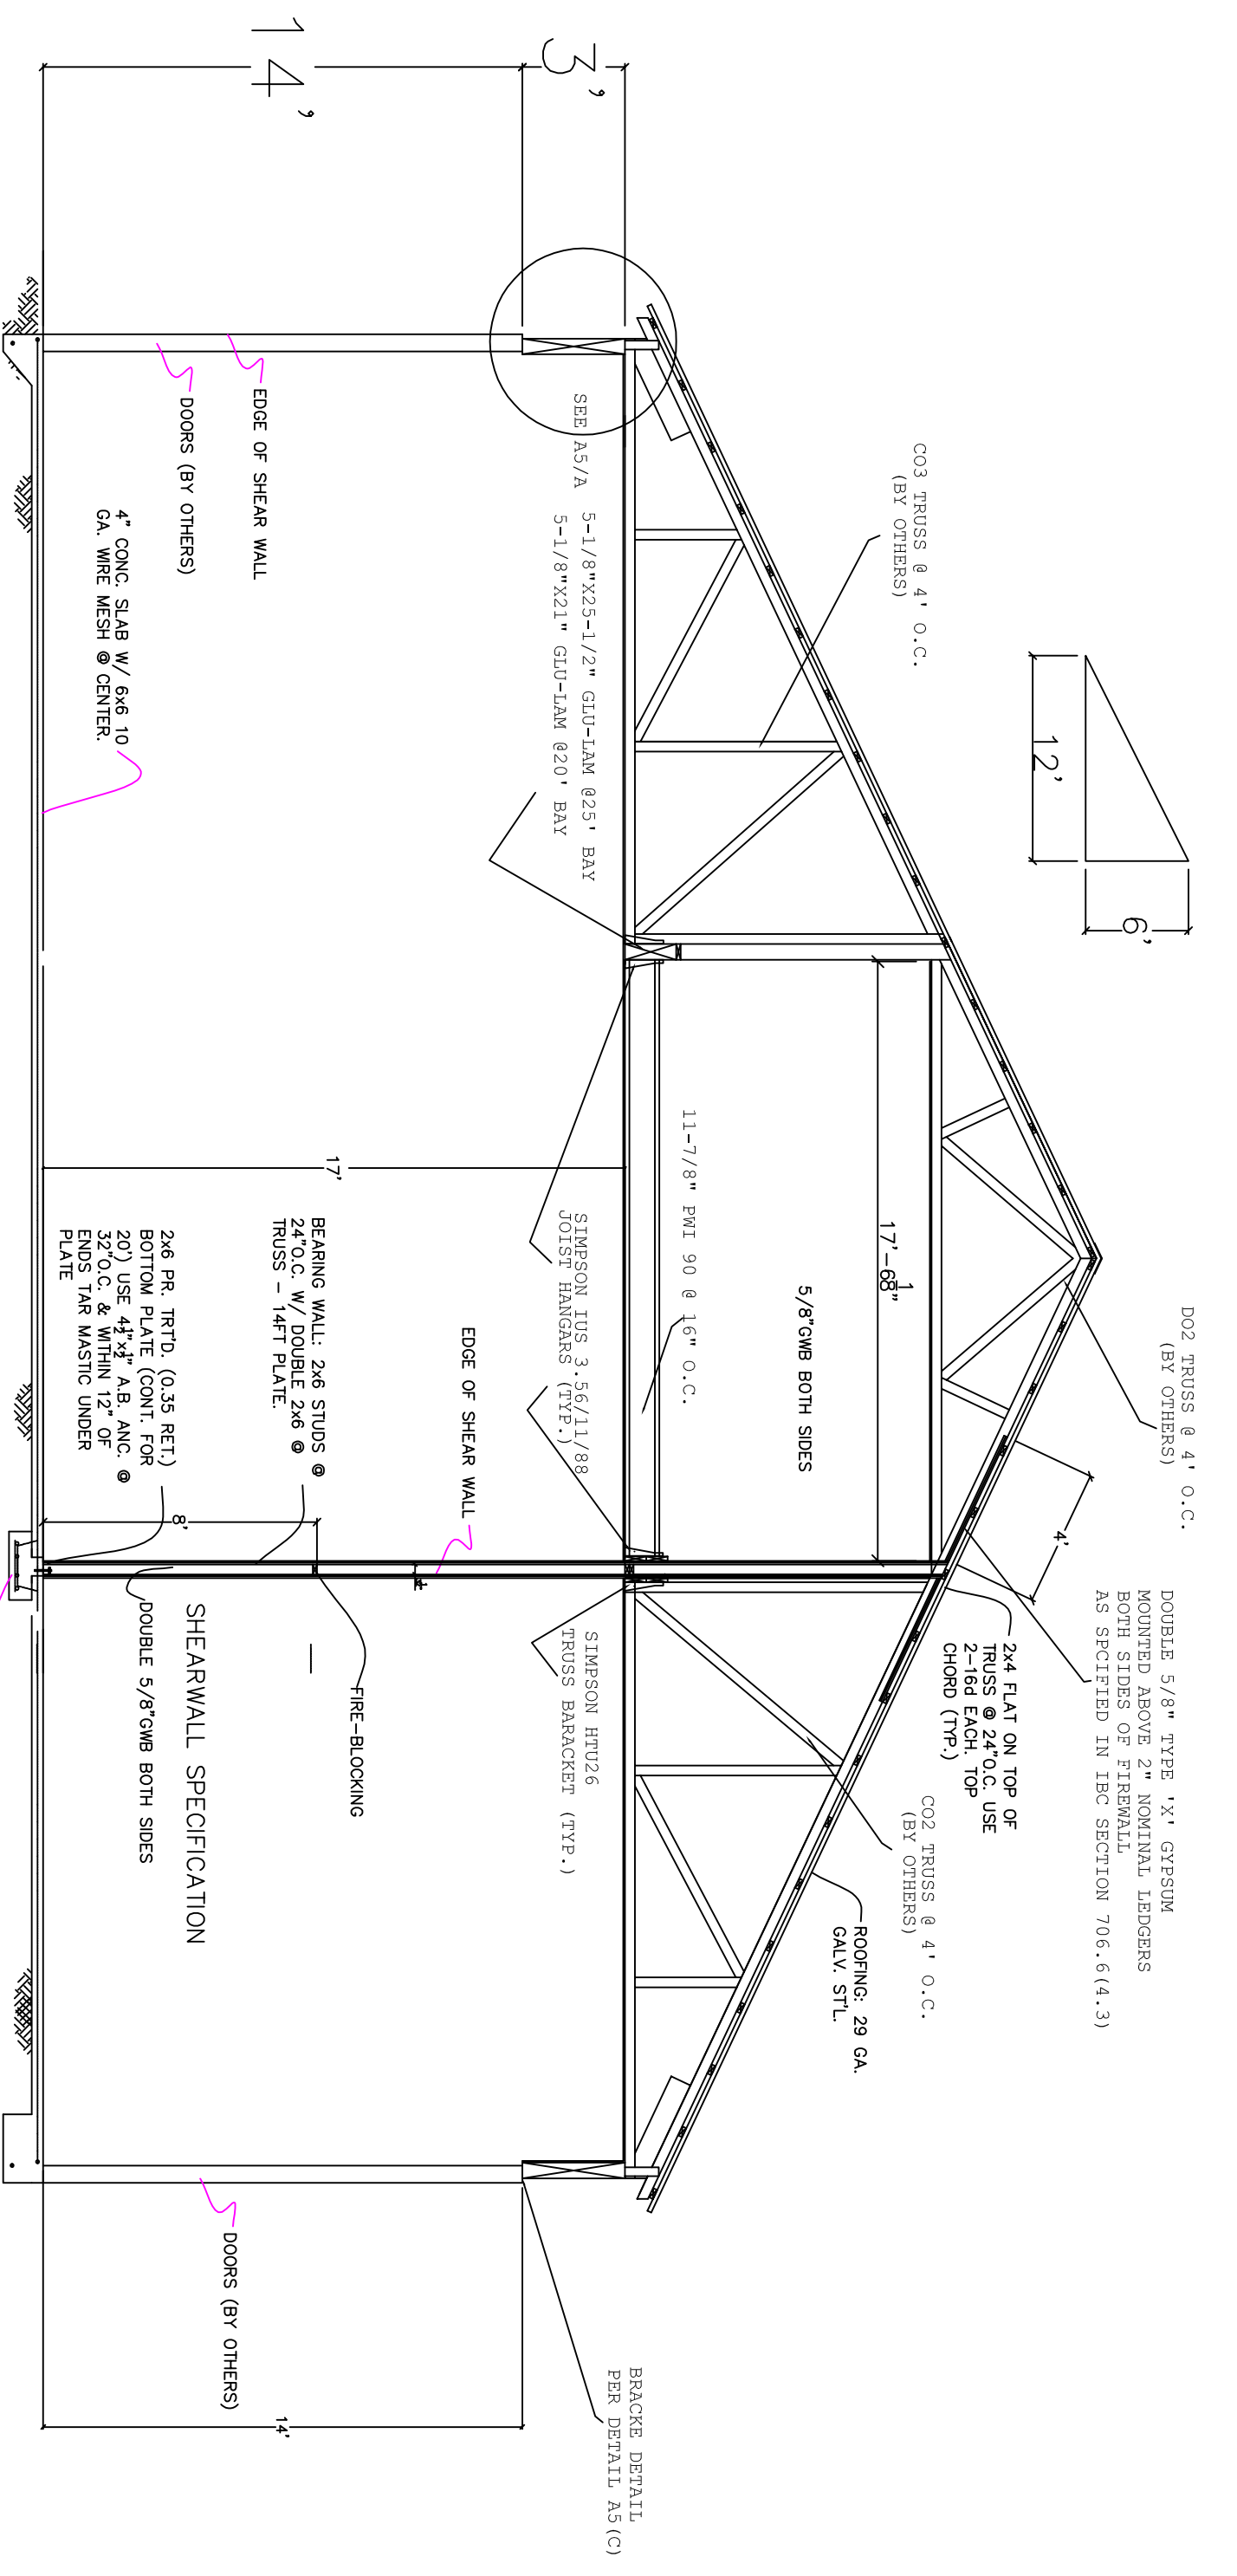 12'
6'
DO2 TRUSS @ 4' O.C.
(BY OTHERS)
DOUBLE 5/8" TYPE 'X' GYPSUM
MOUNTED ABOVE 2" NOMINAL LEDGERS
BOTH SIDES OF FIREWALL
AS SPCIFIED IN IBC SECTION 706.6(4.3)
4'
2x4 FLAT ON TOP OF
TRUSS @ 24"O.C. USE
2-16d EACH. TOP
CHORD (TYP.)
CO3 TRUSS @ 4' O.C.
(BY OTHERS)
CO2 TRUSS @ 4' O.C.
(BY OTHERS)
17'-6 1/8"
5/8"GWB BOTH SIDES
ROOFING: 29 GA.
GALV. ST'L.
11-7/8" PWI 90 @ 16" O.C.
3'
SEE A5/A
5-1/8"X25-1/2" GLU-LAM @25' BAY
5-1/8"X21" GLU-LAM @20' BAY
SIMPSON IUS 3.56/11/88
JOIST HANGARS (TYP.)
SIMPSON HTU26
TRUSS BARACKET (TYP.)
BRACKE DETAIL
PER DETAIL A5(C)
EDGE OF SHEAR WALL
14'
17'
14'
BEARING WALL: 2x6 STUDS @
24"O.C. W/ DOUBLE 2x6 @
TRUSS – 14FT PLATE.
FIRE-BLOCKING
EDGE OF SHEAR WALL
DOORS (BY OTHERS)
DOORS (BY OTHERS)
8'
SHEARWALL SPECIFICATION
2x6 PR. TRT'D. (0.35 RET.)
BOTTOM PLATE (CONT. FOR
20') USE 4½"x½" A.B. ANC. @
32"O.C. & WITHIN 12" OF
ENDS TAR MASTIC UNDER
PLATE
DOUBLE 5/8"GWB BOTH SIDES
4" CONC. SLAB W/ 6x6 10
GA. WIRE MESH @ CENTER.